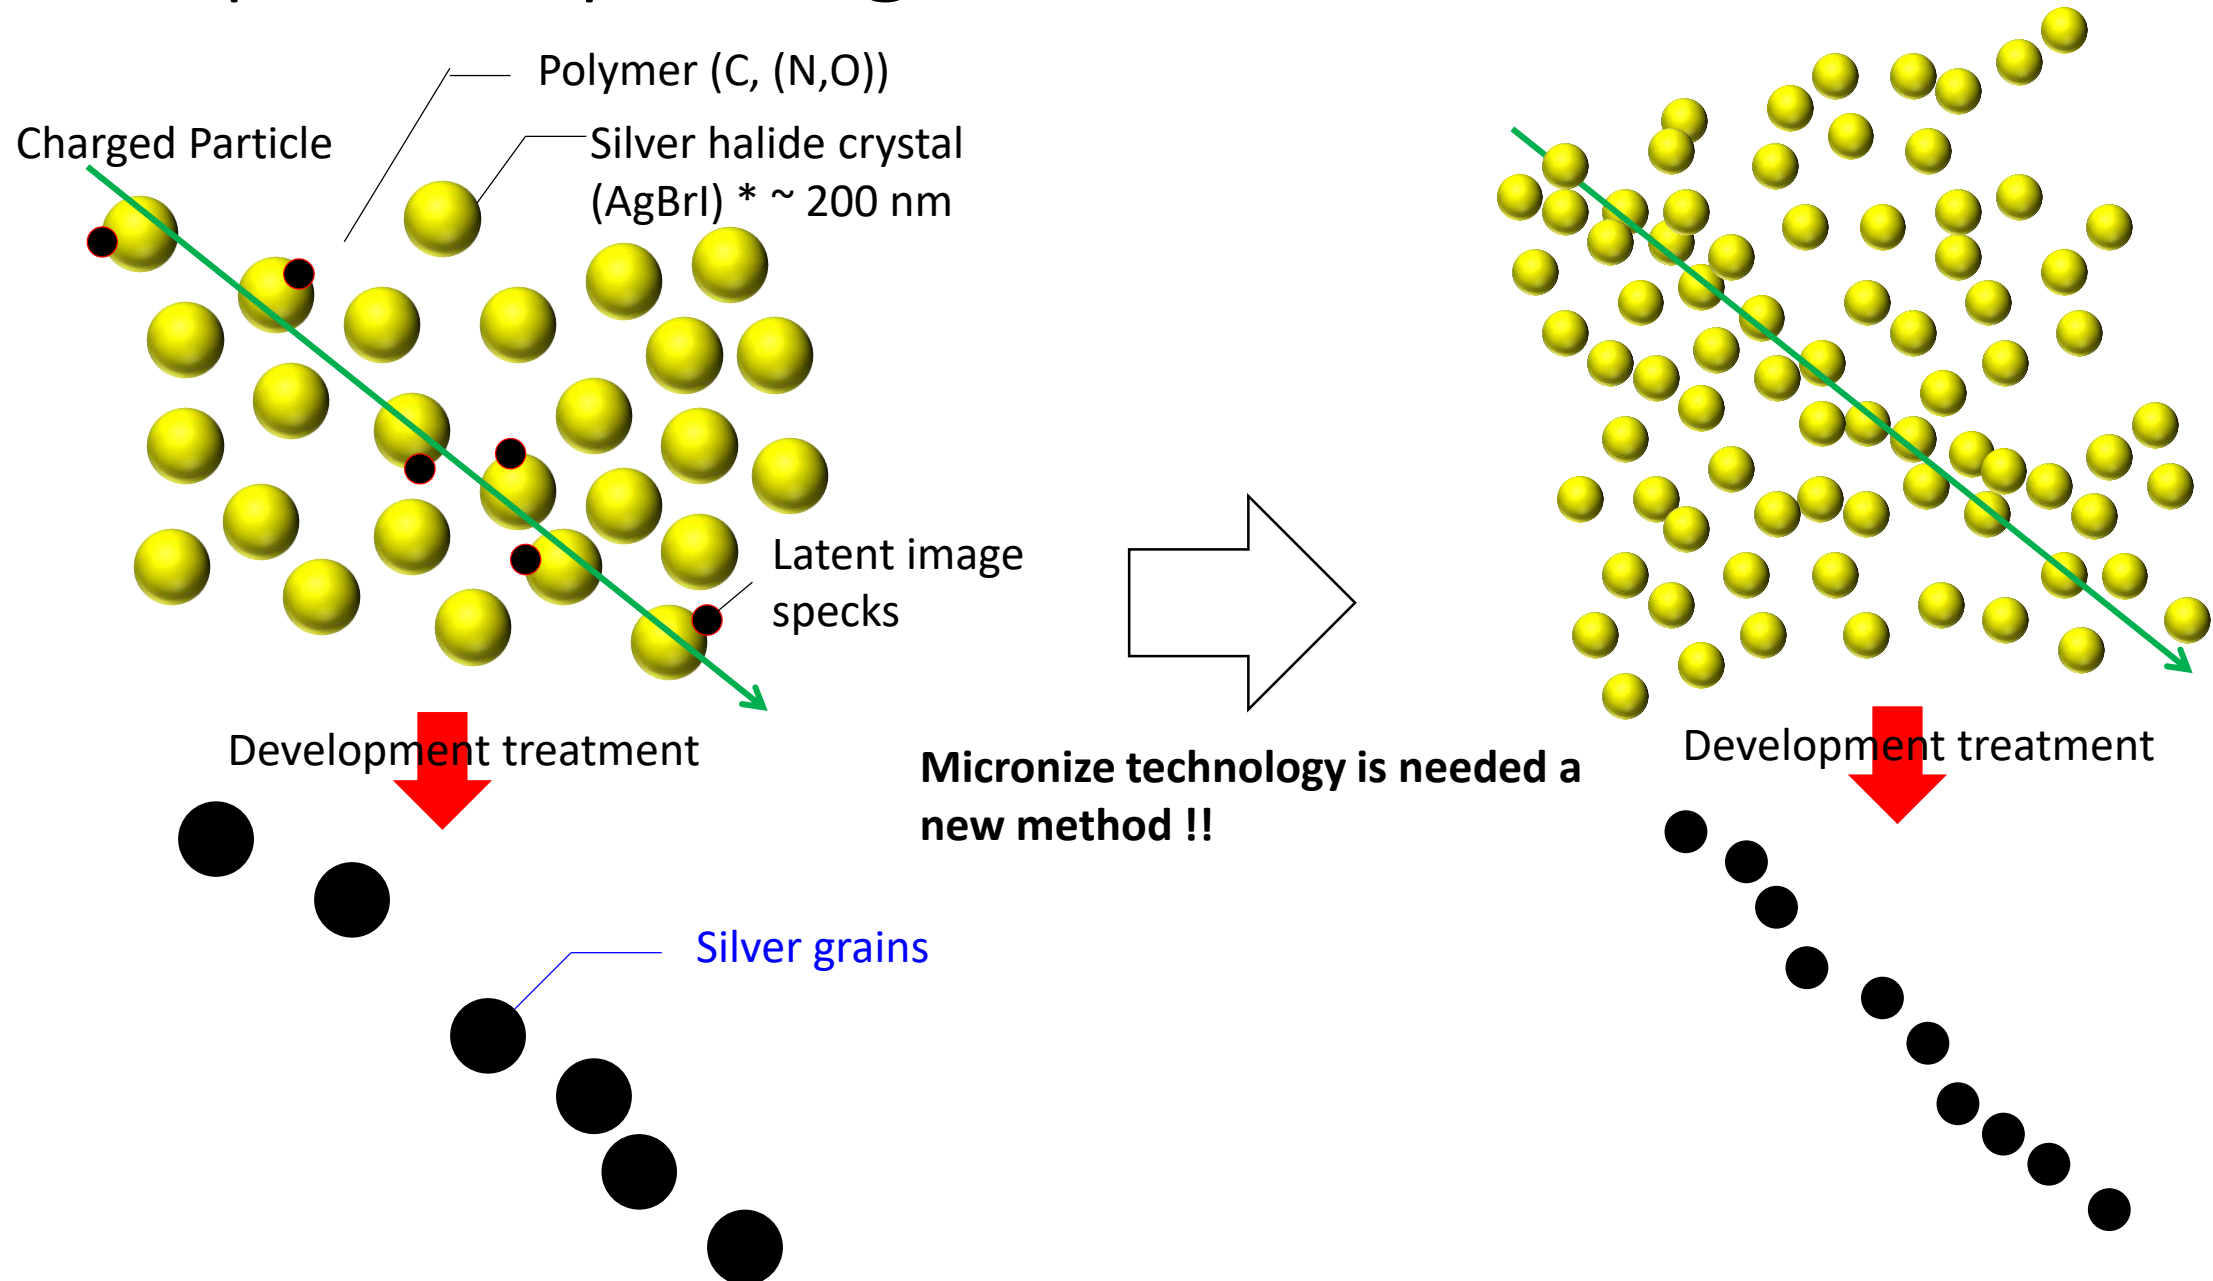 Polymer (C, (N,O))
Charged Particle
Silver halide crystal
(AgBrI) * ~ 200 nm
Latent image
specks
Development treatment
Micronize technology is needed a
new method !!
Development treatment
Silver grains